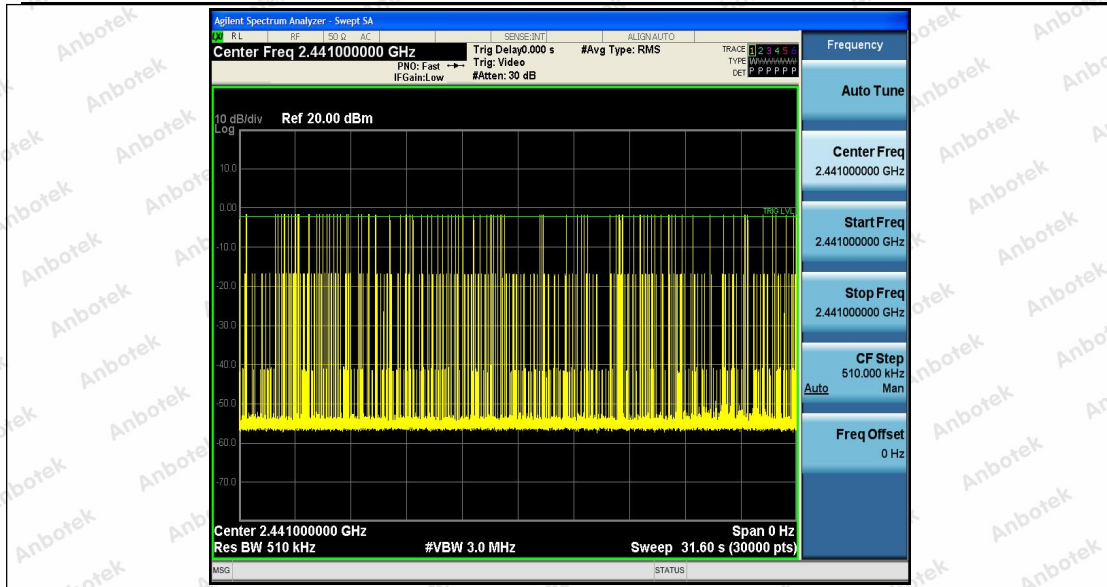 Agilent Spectrum Analyzer - Swept SA
RL RF 50 Ω AC SENSE:INT ALIGNAUTO
Center Freq 2.441000000 GHz
Trig Delay0.000 s #Avg Type: RMS
TRACE 1 2 3 4 5 6
PNO: Fast Trig: Video
TYPE
IFGain:Low #Atten: 30 dB
DET P P P P P P
10 dB/div Ref 20.00 dBm
Log
10.0
0.00
TRIG LVL
-10.0
-20.0
-30.0
-40.0
-50.0
-60.0
-70.0
Center 2.441000000 GHz Span 0 Hz
Res BW 510 kHz #VBW 3.0 MHz Sweep 31.60 s (30000 pts)
MSG STATUS
Frequency
Auto Tune
Center Freq
2.441000000 GHz
Start Freq
2.441000000 GHz
Stop Freq
2.441000000 GHz
CF Step
510.000 kHz
Auto Man
Freq Offset
0 Hz
Anbotek